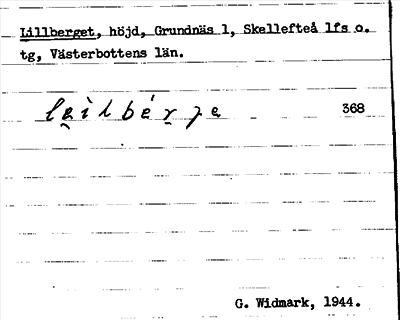 Lillberget, höjd, Grundnäs 1, Skellefteå lfs o.
tg, Västerbottens län.
368
G. Widmark, 1944.